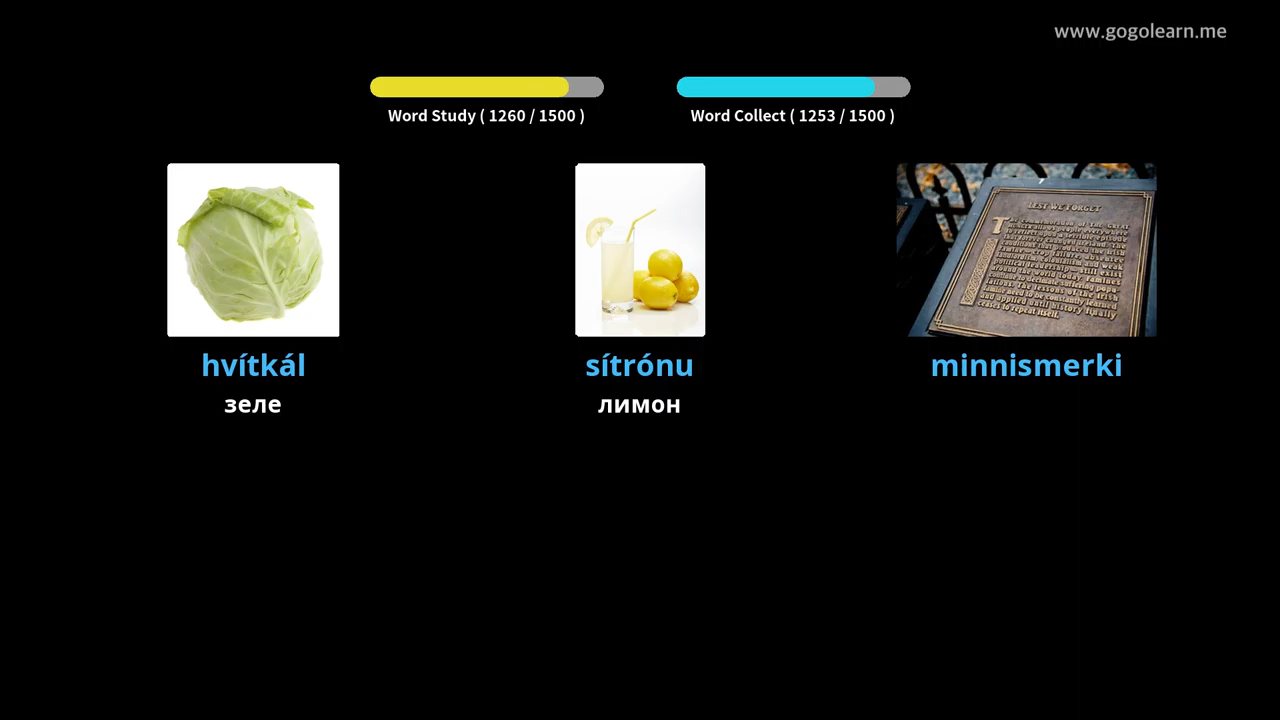 www.gogolearn.me
Word Study ( 1260 / 1500 )
Word Collect ( 1253 / 1500 )
LEST WE FORGET
hvítkál
sítrónu
minnismerki
зеле
лимон